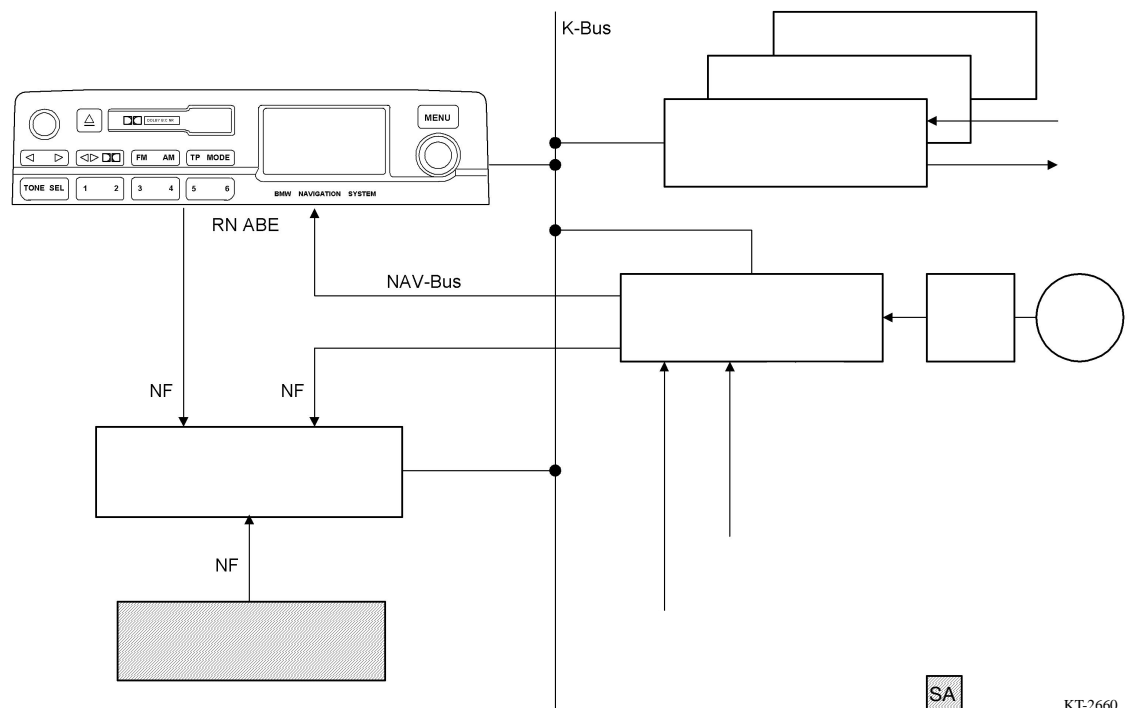 K-Bus
MENU
DOLBY B/C NR
FM AM
TP MODE
TONE SEL
1 2
3 4
5 6
BMW NAVIGATION SYSTEM
RN ABE
NAV-Bus
NF
NF
NF
SA
KT-2660